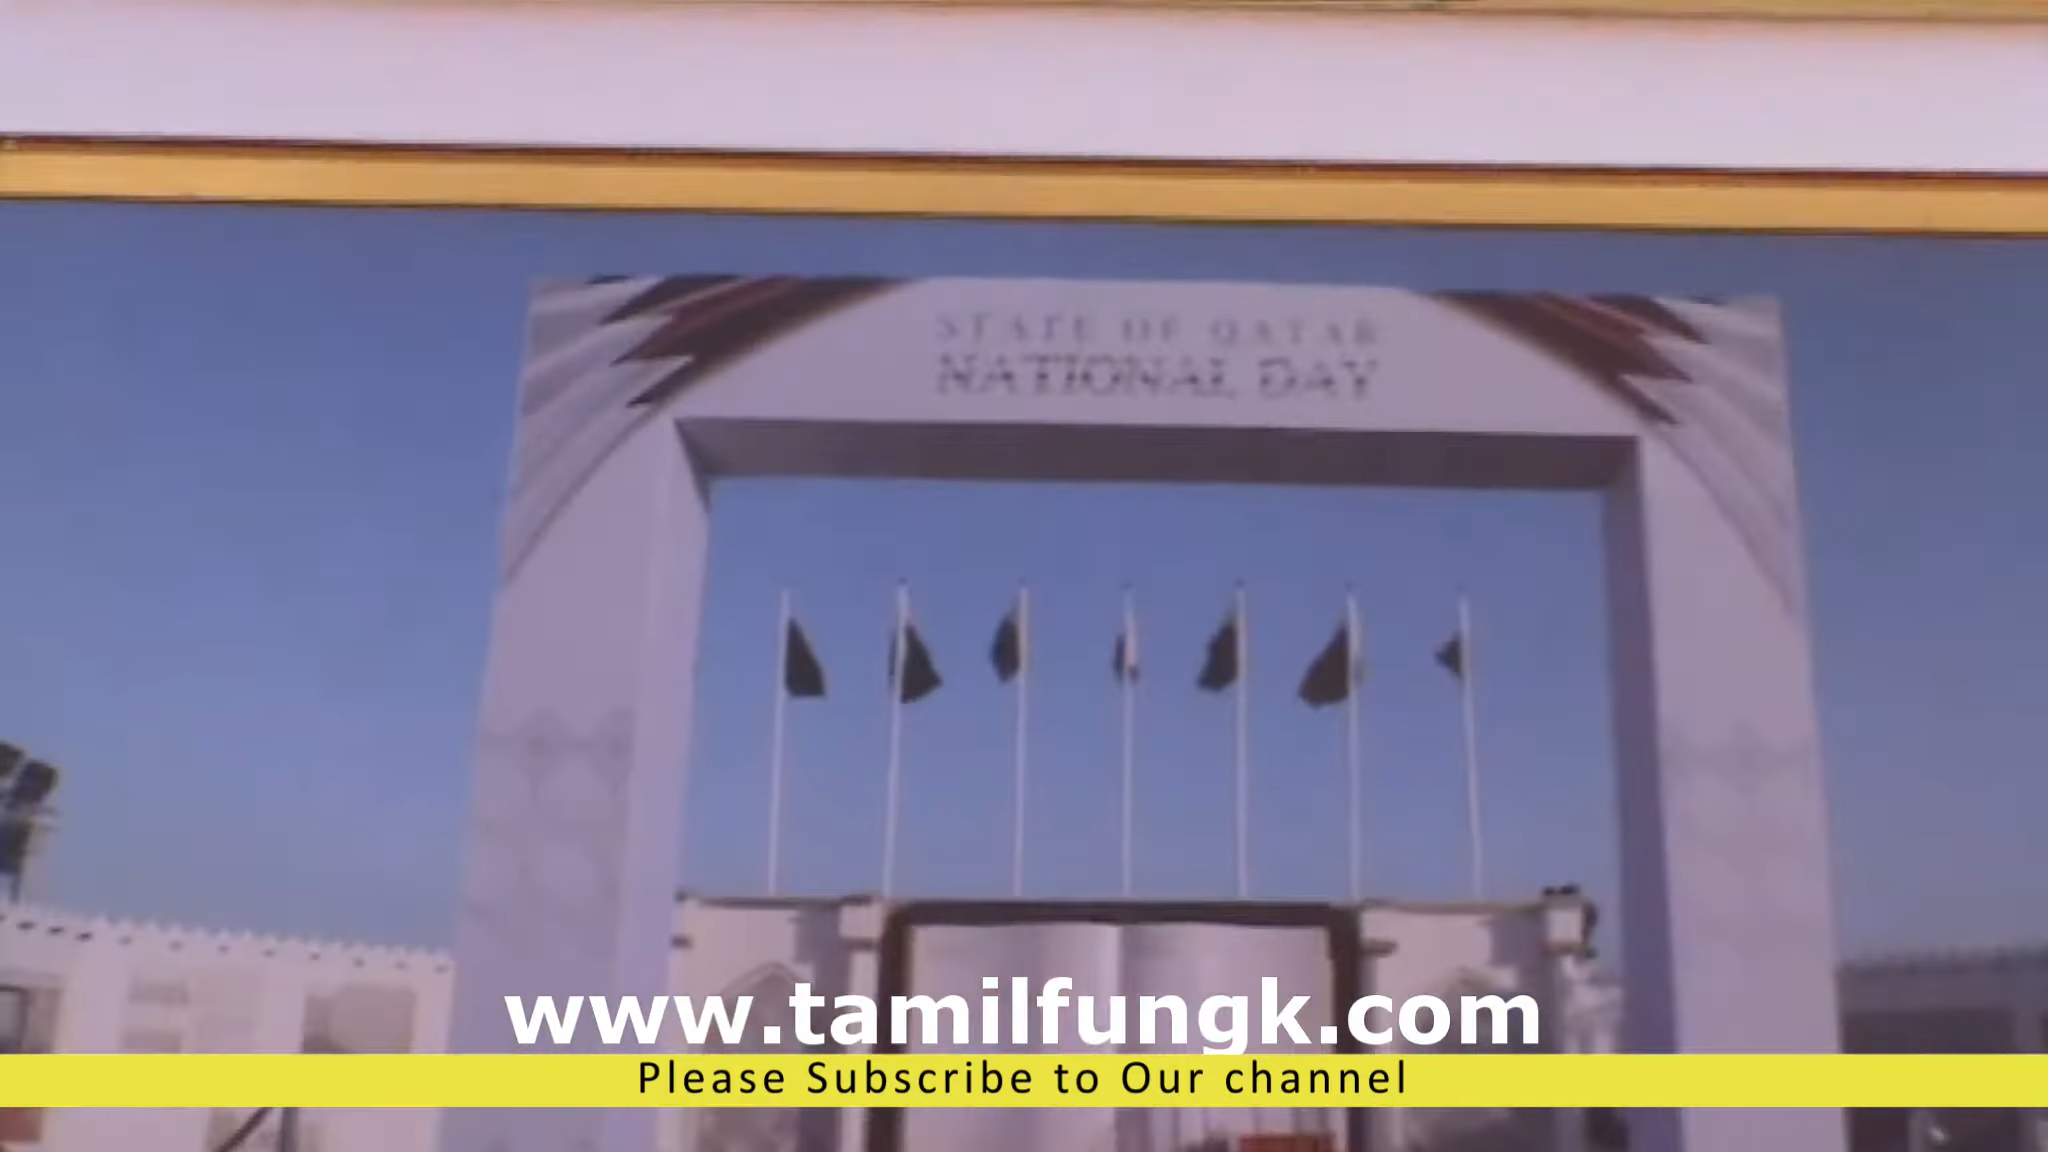 STATE OF QATAR
NATIONAL DAY
www.tamilfungk.com
Please Subscribe to Our channel